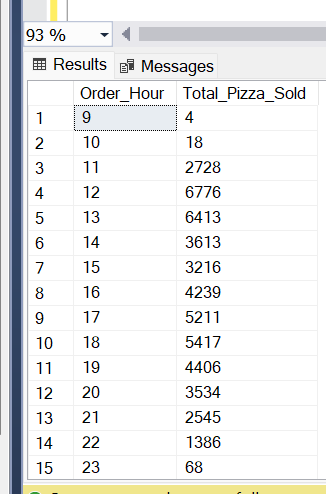 93 %
Results Messages
Order_Hour Total_Pizza_Sold
1 9 4
2 10 18
3 11 2728
4 12 6776
5 13 6413
6 14 3613
7 15 3216
8 16 4239
9 17 5211
10 18 5417
11 19 4406
12 20 3534
13 21 2545
14 22 1386
15 23 68